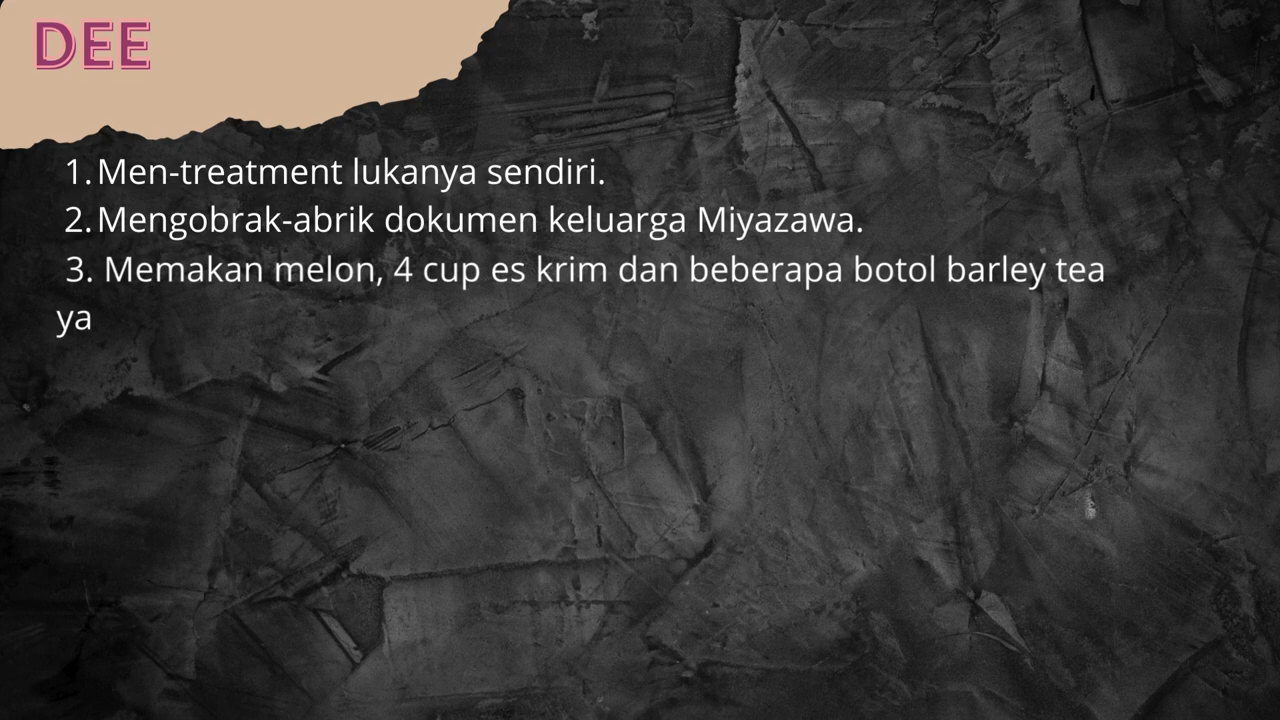 DEE
1. Men-treatment lukanya sendiri.
2. Mengobrak-abrik dokumen keluarga Miyazawa.
3. Memakan melon, 4 cup es krim dan beberapa botol barley tea
ya